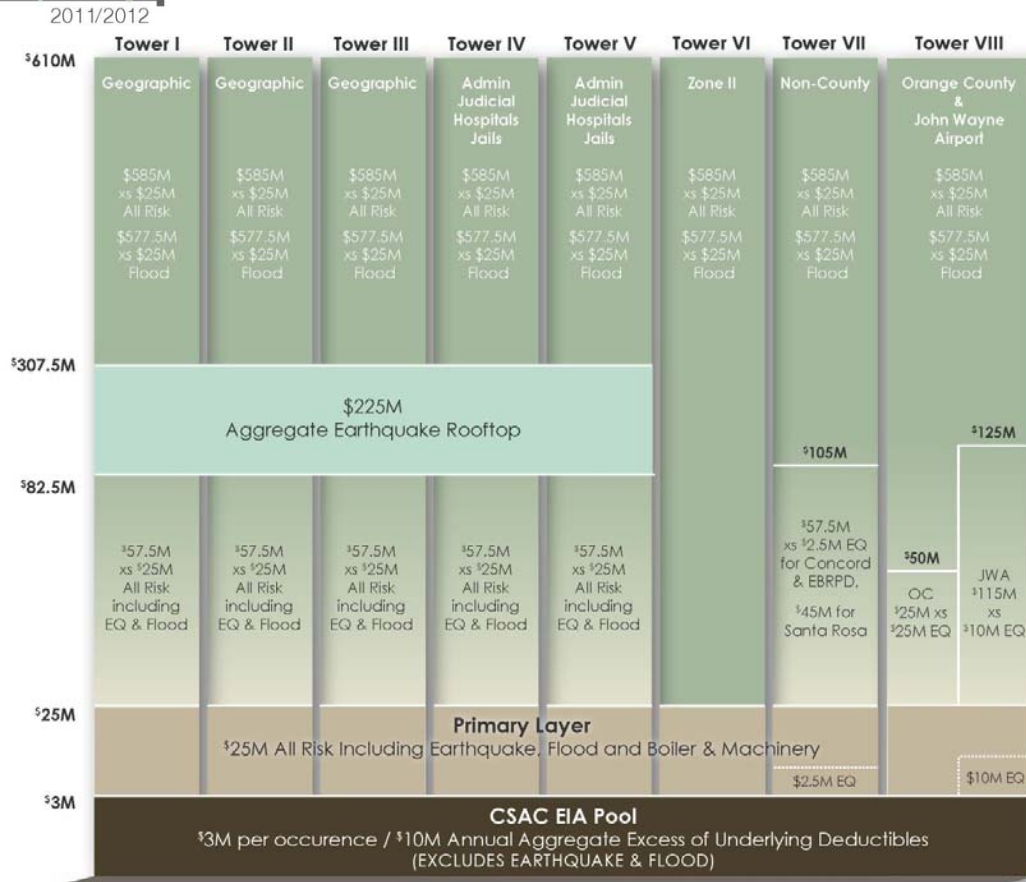 2011/2012
Tower I
Tower II
Tower III
Tower IV
Tower V
Tower VI
Tower VII
Tower VIII
$610M
Geographic
Geographic
Geographic
Admin
Judicial
Hospitals
Jails
Admin
Judicial
Hospitals
Jails
Zone II
Non-County
Orange County
&
John Wayne
Airport
$585M
xs $25M
All Risk
$577.5M
xs $25M
Flood
$585M
xs $25M
All Risk
$577.5M
xs $25M
Flood
$585M
xs $25M
All Risk
$577.5M
xs $25M
Flood
$585M
xs $25M
All Risk
$577.5M
xs $25M
Flood
$585M
xs $25M
All Risk
$577.5M
xs $25M
Flood
$585M
xs $25M
All Risk
$577.5M
xs $25M
Flood
$585M
xs $25M
All Risk
$577.5M
xs $25M
Flood
$585M
xs $25M
All Risk
$577.5M
xs $25M
Flood
$307.5M
$225M
Aggregate Earthquake Rooftop
$105M
$125M
$82.5M
$57.5M
xs $25M
All Risk
including
EQ & Flood
$57.5M
xs $25M
All Risk
including
EQ & Flood
$57.5M
xs $25M
All Risk
including
EQ & Flood
$57.5M
xs $25M
All Risk
including
EQ & Flood
$57.5M
xs $25M
All Risk
including
EQ & Flood
$57.5M
xs $2.5M EQ
for Concord
& EBRPD,
$45M for
Santa Rosa
$50M
OC
$25M xs
$25M EQ
JWA
$115M
xs
$10M EQ
$25M
Primary Layer
$25M All Risk Including Earthquake, Flood and Boiler & Machinery
$2.5M EQ
$10M EQ
$3M
CSAC EIA Pool
$3M per occurence / $10M Annual Aggregate Excess of Underlying Deductibles
(EXCLUDES EARTHQUAKE & FLOOD)